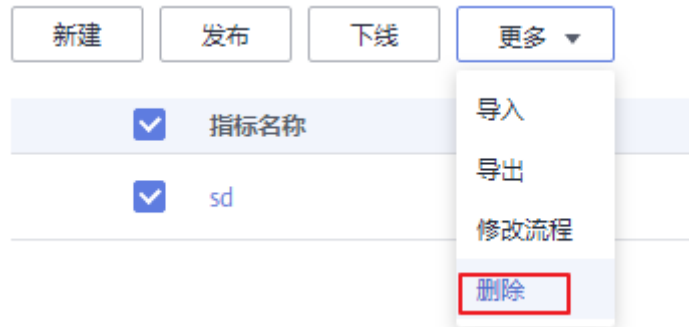 新建 发布 下线 更多
导入
指标名称
导出
sd
修改流程
删除